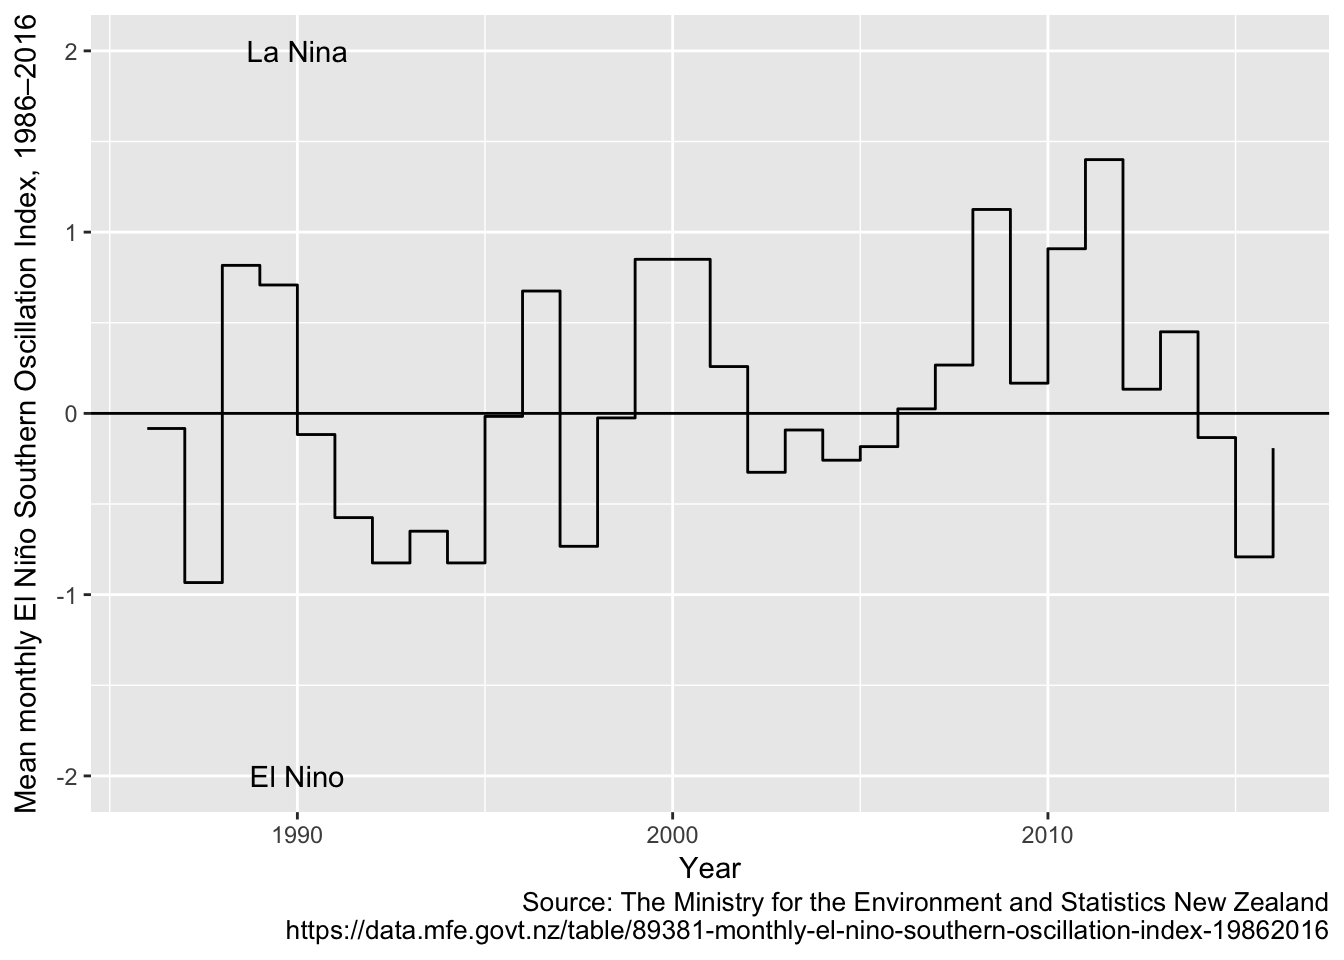 Mean monthly El Niño Southern Oscillation Index, 1986–2016
2
1
0
-1
-2
La Nina
El Nino
1990
2000
2010
Year
Source: The Ministry for the Environment and Statistics New Zealand
https://data.mfe.govt.nz/table/89381-monthly-el-nino-southern-oscillation-index-19862016